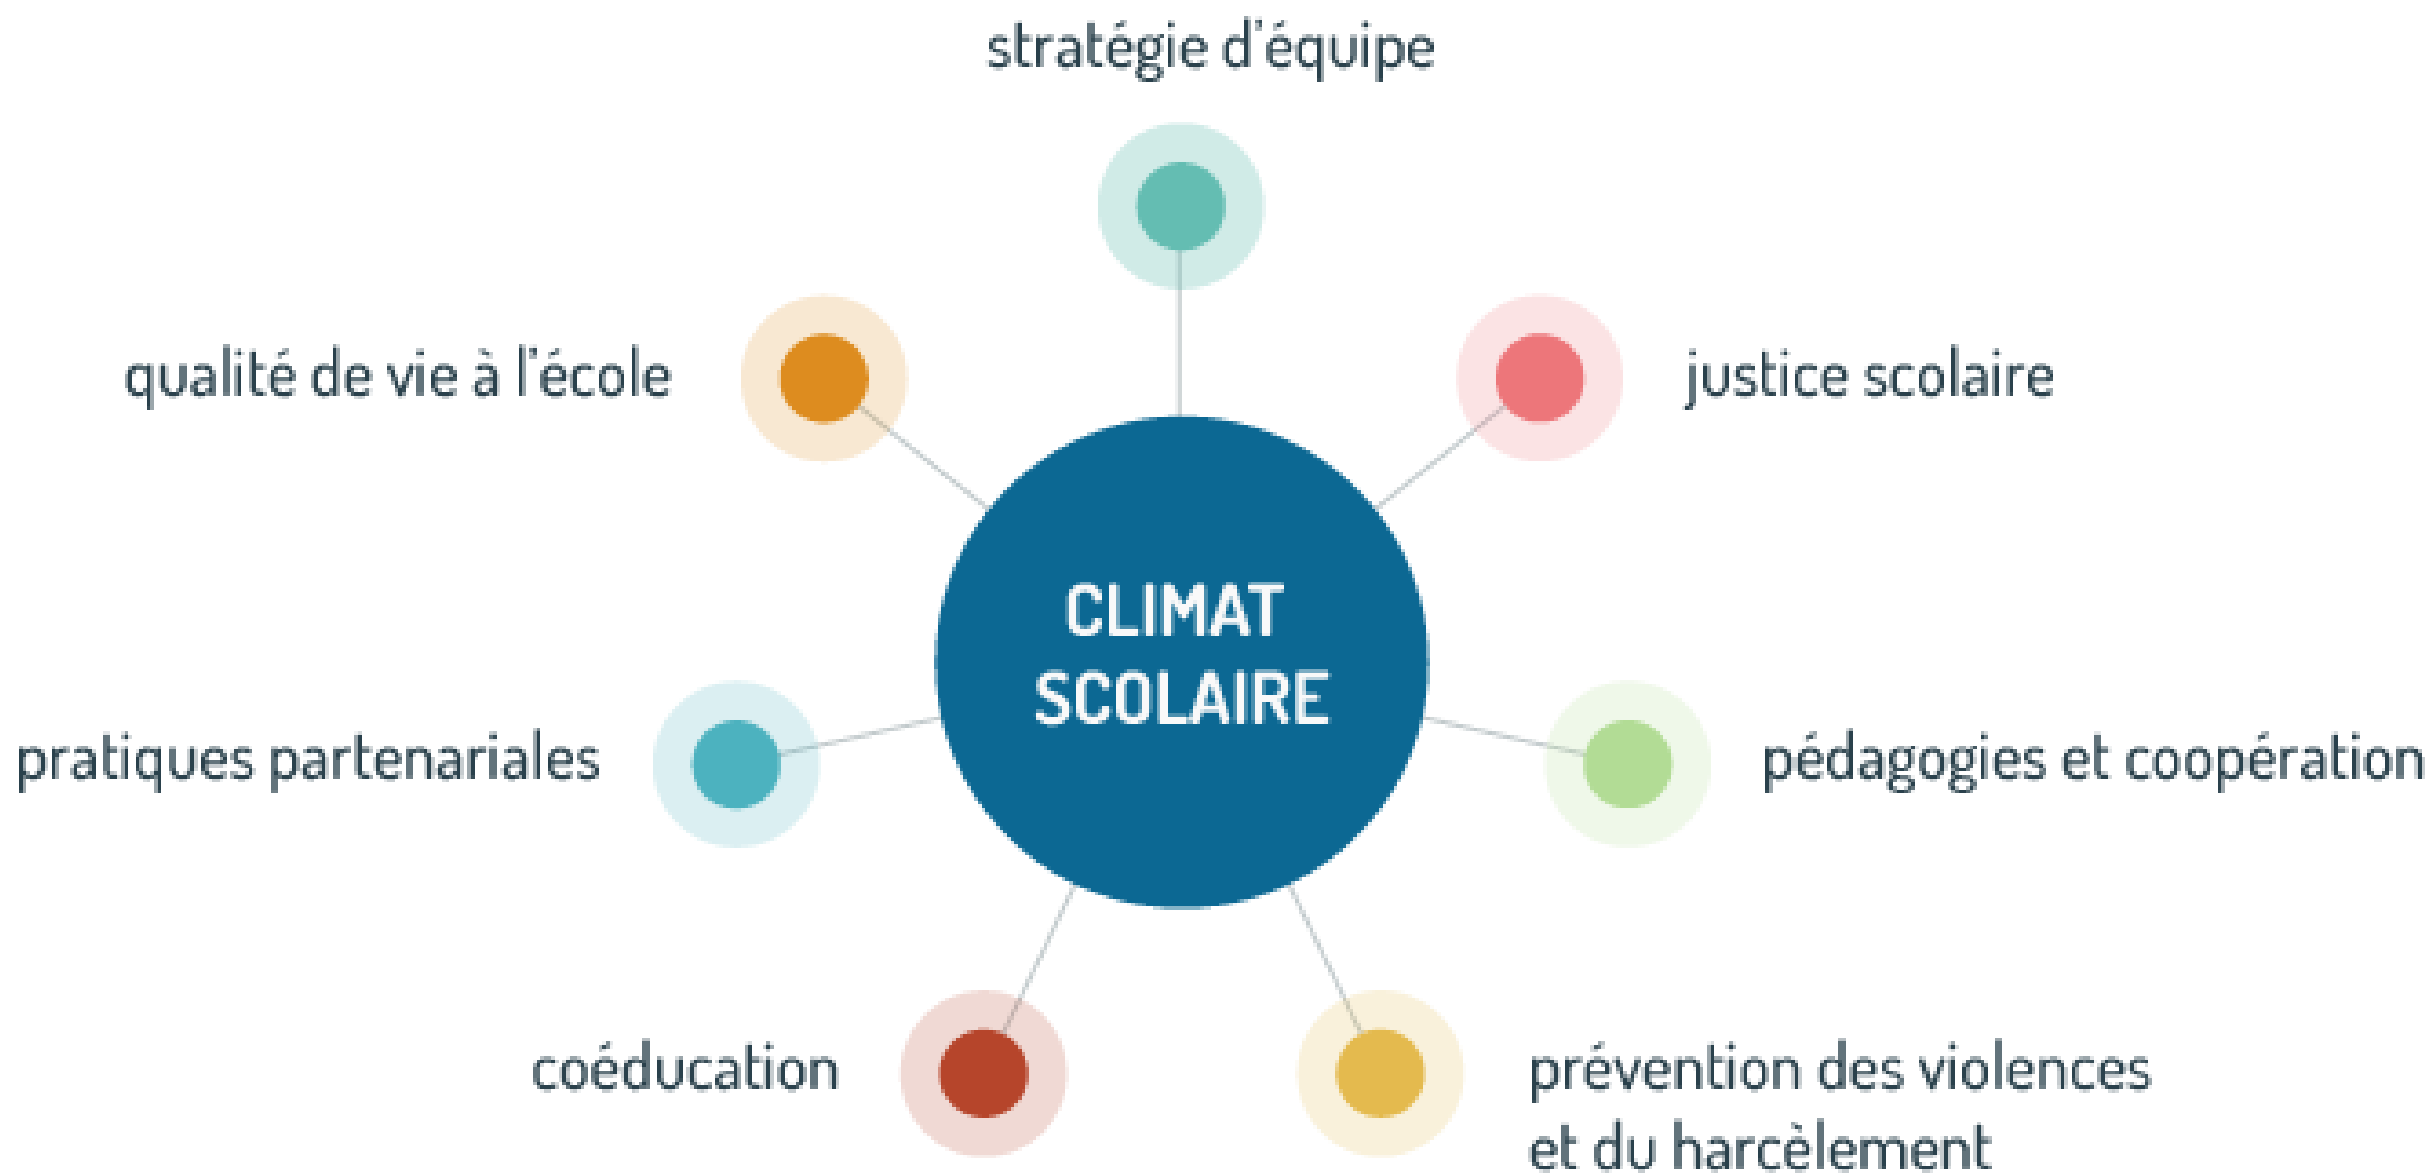 stratégie d'équipe
qualité de vie à l'école
justice scolaire
CLIMAT
SCOLAIRE
pratiques partenariales
pédagogies et coopération
coéducation
prévention des violences
et du harcèlement